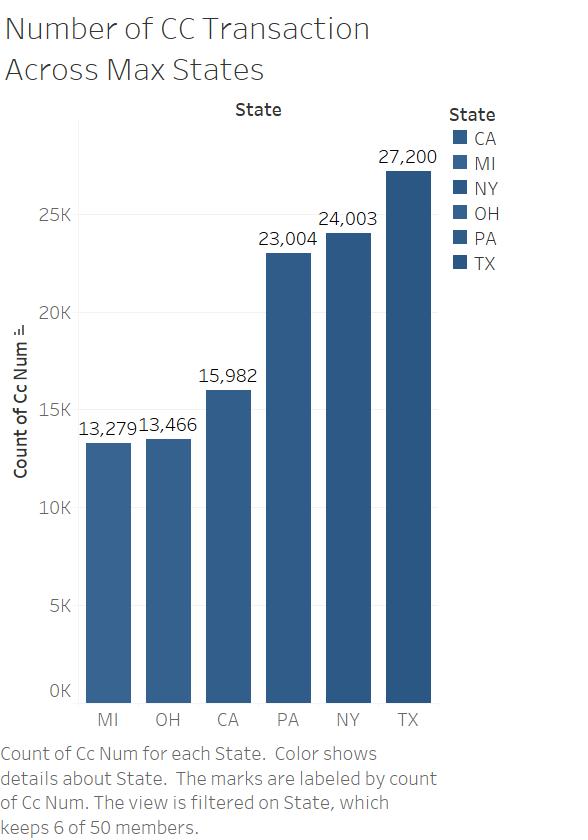 Number of CC Transaction
Across Max States
State
27,200
24,003
23,004
15,982
13,279
13,466
25K
20K
15K
10K
5K
0K
Count of Cc Num
MI
OH
CA
PA
NY
TX
State
CA
MI
NY
OH
PA
TX
Count of Cc Num for each State.  Color shows
details about State.  The marks are labeled by count
of Cc Num. The view is filtered on State, which
keeps 6 of 50 members.